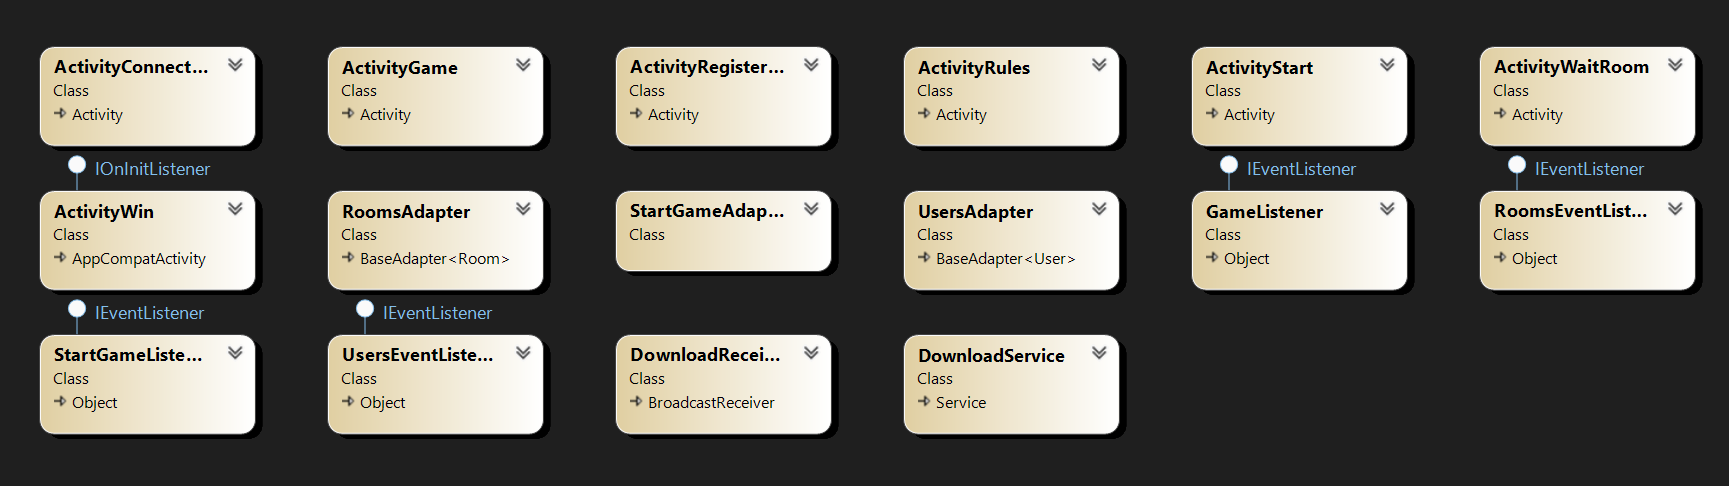 ActivityConnect...
Class
Activity
ActivityGame
Class
Activity
ActivityRegister...
Class
Activity
ActivityRules
Class
Activity
ActivityStart
Class
Activity
ActivityWaitRoom
Class
Activity
IOnInitListener
ActivityWin
Class
AppCompatActivity
RoomsAdapter
Class
BaseAdapter<Room>
StartGameAdap...
Class
UsersAdapter
Class
BaseAdapter<User>
IEventListener
GameListener
Class
Object
IEventListener
RoomsEventList...
Class
Object
IEventListener
StartGameListe...
Class
Object
IEventListener
UsersEventListe...
Class
Object
DownloadRecei...
Class
BroadcastReceiver
DownloadService
Class
Service